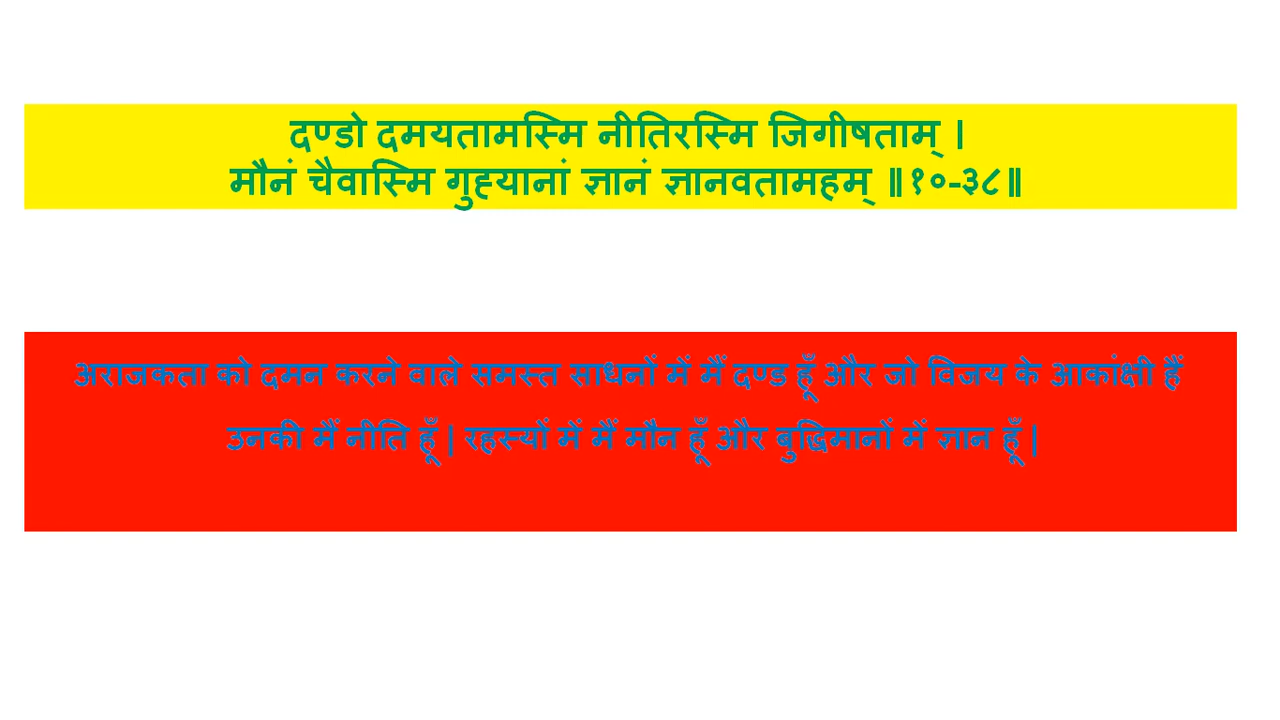 दण्डो दमयतामस्मि नीतिरस्मि जिगीषताम् |
मौनं चैवास्मि गुह्यानां ज्ञानं ज्ञानवतामहम् ||१०-३८||
अराजकता को दमन करने वाले समस्त साधनों में मैं दण्ड हूँ और जो विजय के आकांक्षी हैं
उनकी मैं नीति हूँ | रहस्यों में मैं मौन हूँ और बुद्धिमानों में ज्ञान हूँ |